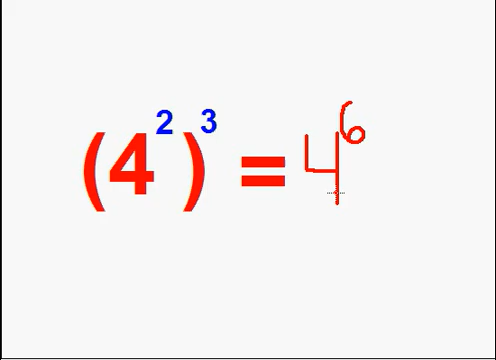 (4²)³ = 4⁶